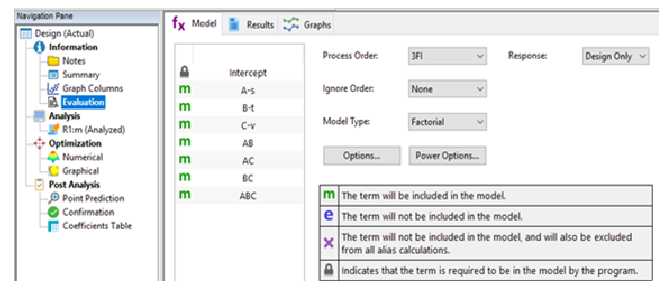 Navigation Pane
Design (Actual)
Information
Notes
Summary
Graph Columns
Evaluation
Analysis
R1:m (Analyzed)
Optimization
Numerical
Graphical
Post Analysis
Point Prediction
Confirmation
Coefficients Table
fx Model Results Graphs
Intercept
m A-s
m B-t
m C-v
m AB
m AC
m BC
m ABC
Process Order: 3FI Response: Design Only
Ignore Order: None
Model Type: Factorial
Options... Power Options...
m The term will be included in the model.
e The term will not be included in the model.
x The term will not be included in the model, and will also be excluded
from all alias calculations.
Indicates that the term is required to be in the model by the program.